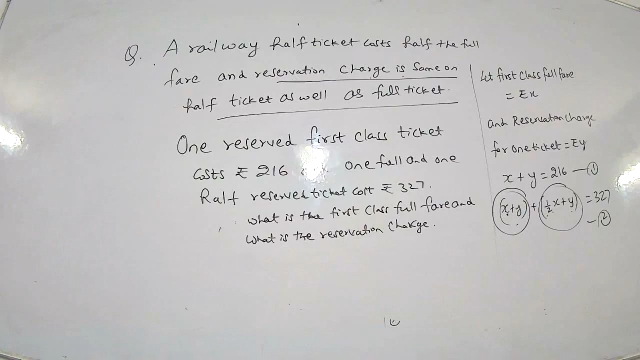 Q. A railway half ticket costs half the full
fare and reservation charge is same on
half ticket as well as full ticket.
One reserved first class ticket
costs ₹ 216 one full and one
half reserved ticket cost ₹ 327.
what is the first class full fare and
what is the reservation charge.
Let first class full fare
= ₹x
and Reservation charge
for one ticket = ₹y
x + y = 216 — ①
(x+y) + (½x+y) = 327
— ②